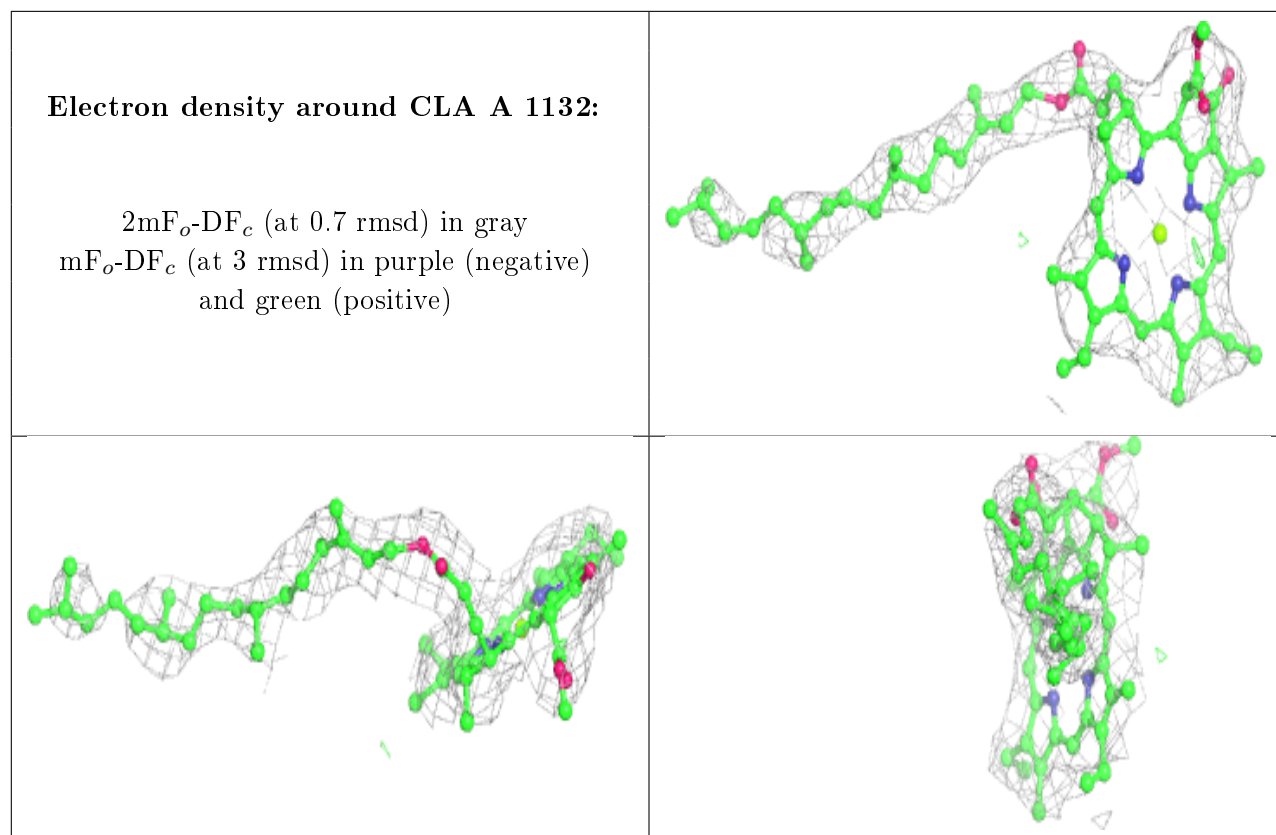 Electron density around CLA A 1132:
2mFₒ-DF𝒸 (at 0.7 rmsd) in gray
mFₒ-DF𝒸 (at 3 rmsd) in purple (negative)
and green (positive)